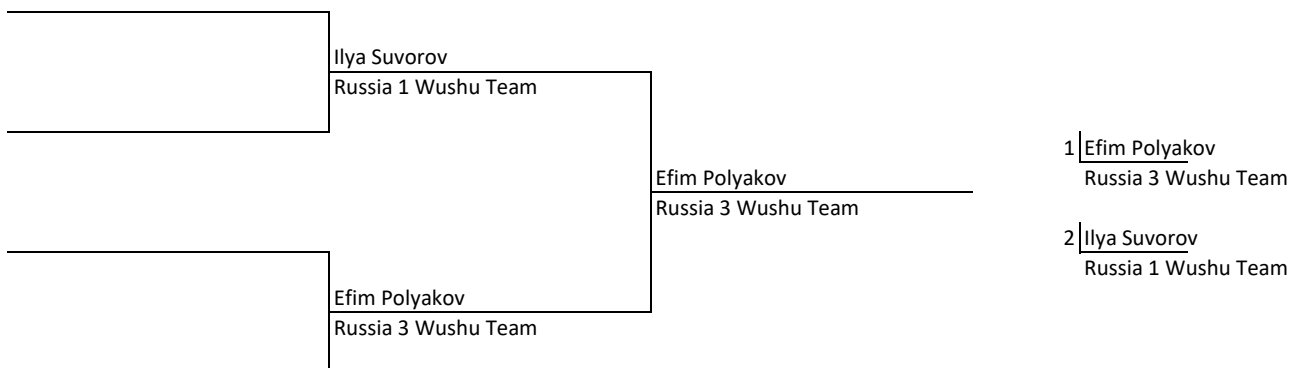 Ilya Suvorov
Russia 1 Wushu Team
1 Efim Polyakov
Efim Polyakov
Russia 3 Wushu Team
Russia 3 Wushu Team
2 Ilya Suvorov
Russia 1 Wushu Team
Efim Polyakov
Russia 3 Wushu Team